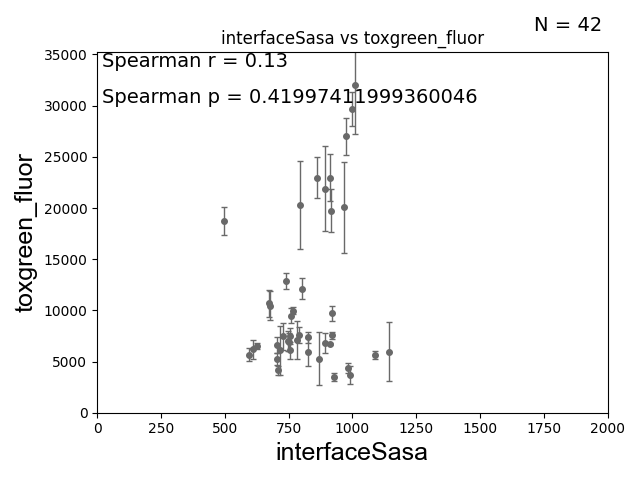 N = 42
interfaceSasa vs toxgreen_fluor
Spearman r = 0.13
Spearman p = 0.41997411999360046
35000
30000
25000
20000
15000
10000
5000
0
toxgreen_fluor
0 250 500 750 1000 1250 1500 1750 2000
interfaceSasa